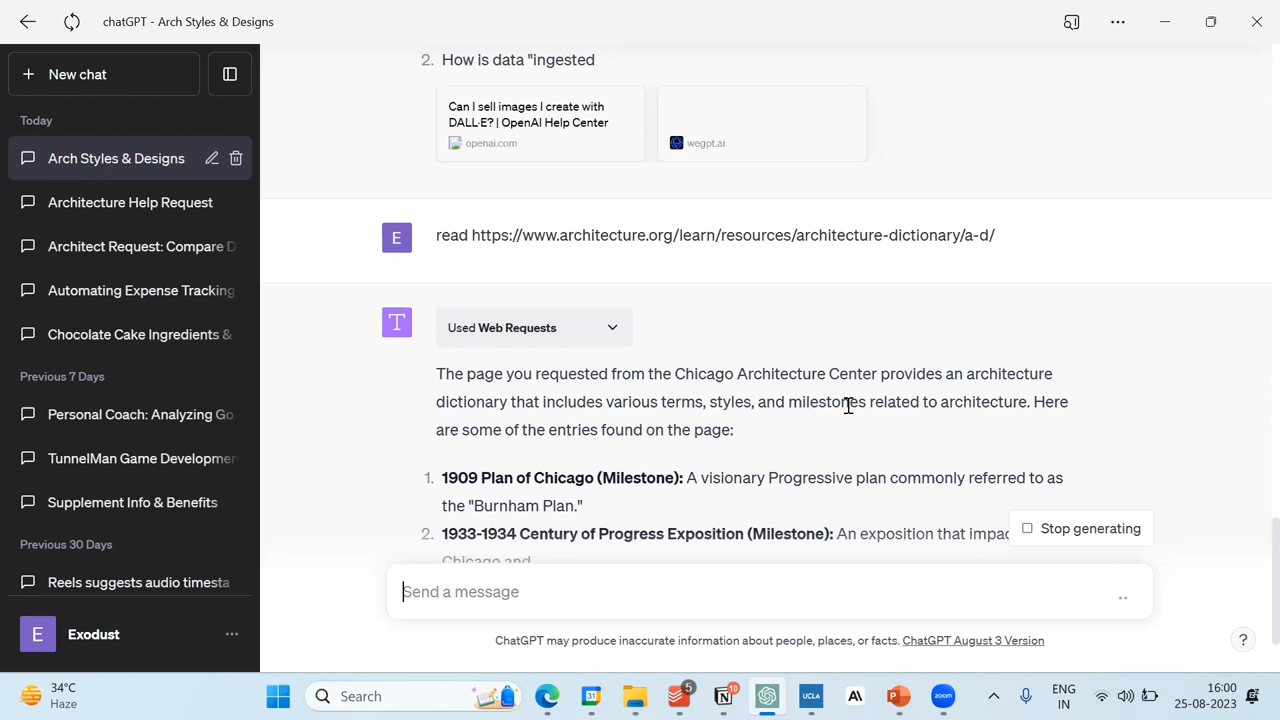 chatGPT - Arch Styles & Designs
New chat
Today
Arch Styles & Designs
Architecture Help Request
Architect Request: Compare D
Automating Expense Tracking
Chocolate Cake Ingredients &
Previous 7 Days
Personal Coach: Analyzing Go
TunnelMan Game Developmen
Supplement Info & Benefits
Previous 30 Days
Reels suggests audio timesta
E Exodust
2. How is data "ingested
Can I sell images I create with
DALL·E? | OpenAI Help Center
openai.com
wegpt.ai
E read https://www.architecture.org/learn/resources/architecture-dictionary/a-d/
T Used Web Requests
The page you requested from the Chicago Architecture Center provides an architecture
dictionary that includes various terms, styles, and milestones related to architecture. Here
are some of the entries found on the page:
1. 1909 Plan of Chicago (Milestone): A visionary Progressive plan commonly referred to as
the "Burnham Plan."
2. 1933-1934 Century of Progress Exposition (Milestone): An exposition that impac
Chicago and
Stop generating
Send a message
ChatGPT may produce inaccurate information about people, places, or facts. ChatGPT August 3 Version
?
34°C
Haze
Search
5
10
UCLA
A\
P
zoom
ENG
IN
16:00
25-08-2023